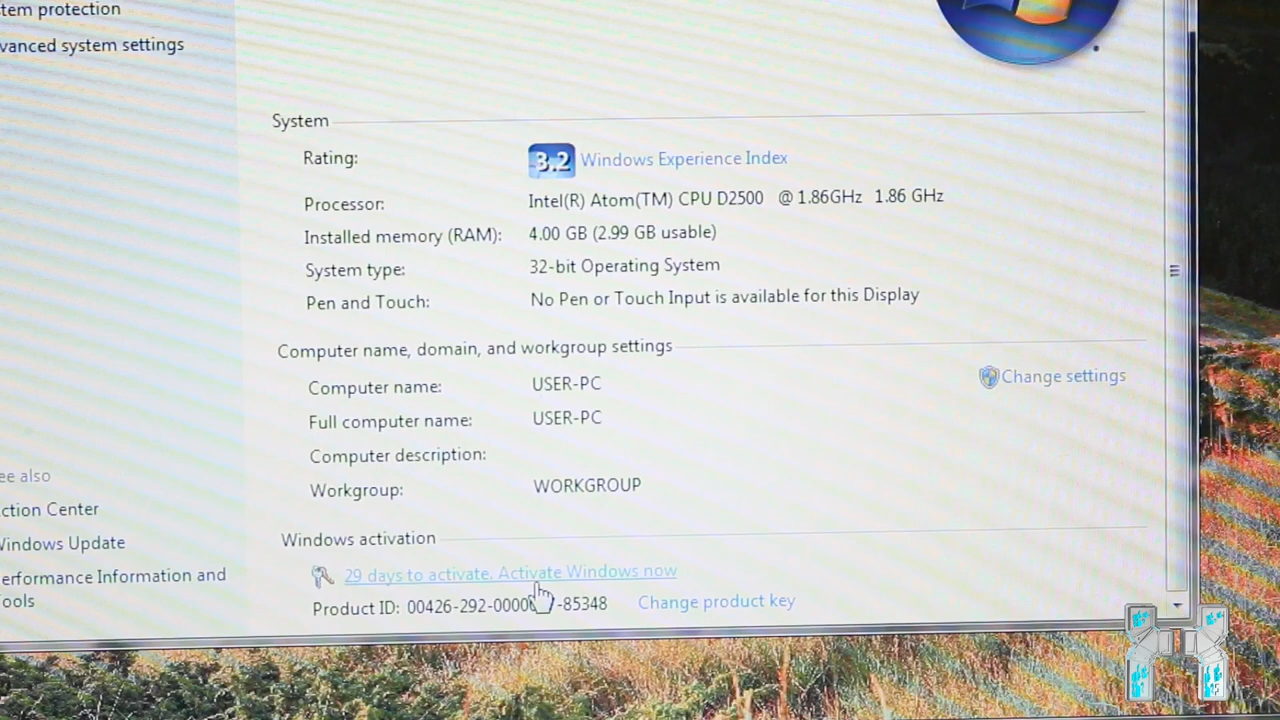 tem protection
vanced system settings
System
Rating: 3.2 Windows Experience Index
Processor: Intel(R) Atom(TM) CPU D2500 @ 1.86GHz 1.86 GHz
Installed memory (RAM): 4.00 GB (2.99 GB usable)
System type: 32-bit Operating System
Pen and Touch: No Pen or Touch Input is available for this Display
Computer name, domain, and workgroup settings
Computer name: USER-PC
Change settings
Full computer name: USER-PC
Computer description:
Workgroup: WORKGROUP
ee also
ction Center
Windows Update
erformance Information and
ools
Windows activation
29 days to activate. Activate Windows now
Product ID: 00426-292-0000 -85348 Change product key